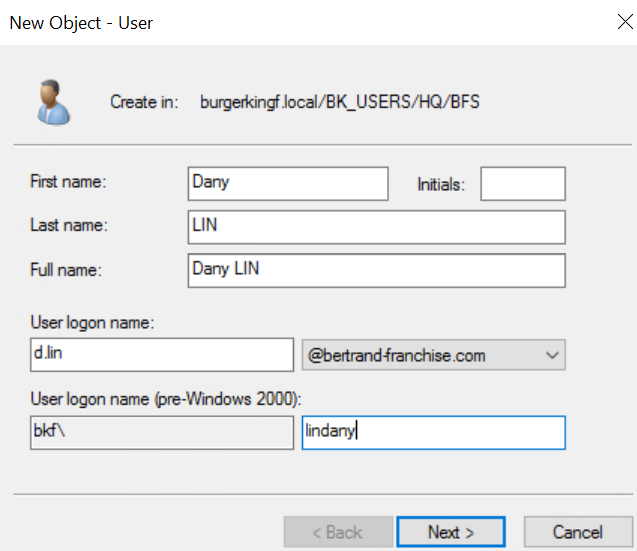 New Object - User
Create in: burgerkingf.local/BK_USERS/HQ/BFS
First name: Dany Initials:
Last name: LIN
Full name: Dany LIN
User logon name:
d.lin @bertrand-franchise.com
User logon name (pre-Windows 2000):
bkf\ lindany
< Back Next > Cancel